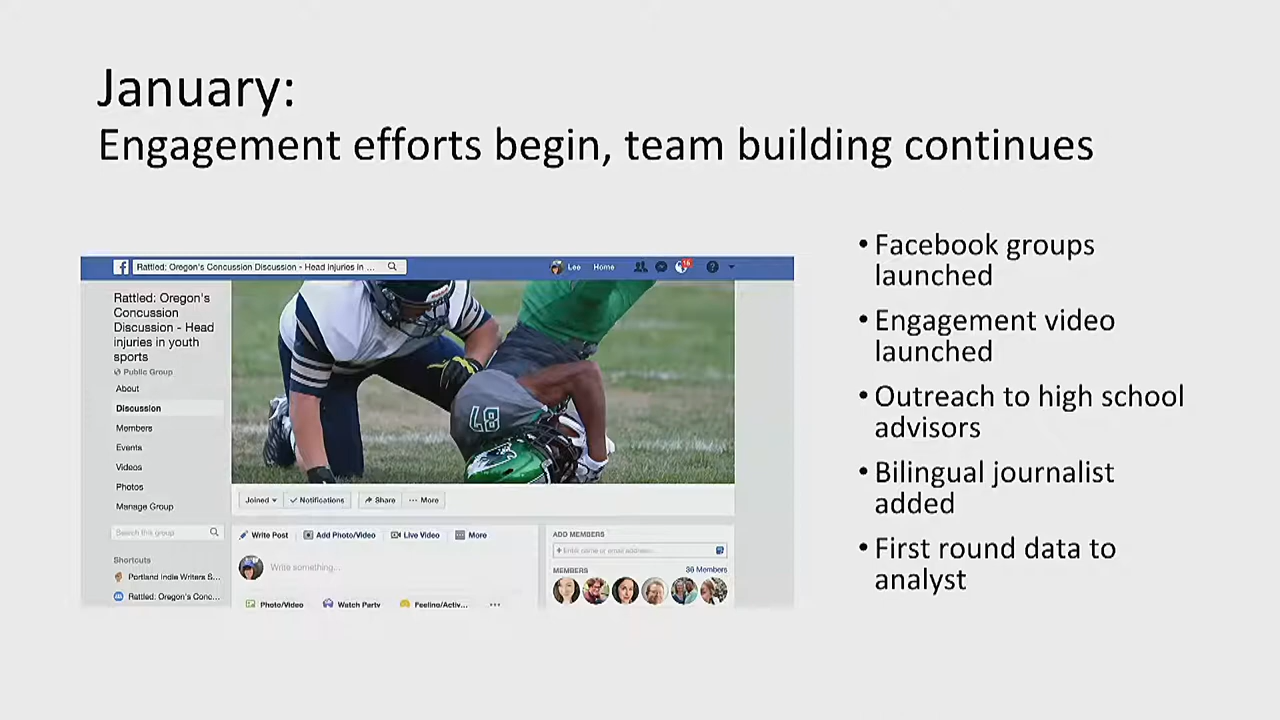 January:
Engagement efforts begin, team building continues
Rattled: Oregon's Concussion Discussion - Head injuries in ...
Lee
Home
16
Rattled: Oregon's
Concussion
Discussion - Head
injuries in youth
sports
Public Group
About
Discussion
Members
Events
Videos
Photos
Manage Group
Search this group
Shortcuts
Portland Indie Writers S...
Rattled: Oregon's Conc...
87
Joined
Notifications
Share
... More
Write Post
Add Photo/Video
Live Video
More
Write something...
Photo/Video
Watch Party
Feeling/Activ...
ADD MEMBERS
+ Enter name or email address...
MEMBERS
36 Members
• Facebook groups
launched
• Engagement video
launched
• Outreach to high school
advisors
• Bilingual journalist
added
• First round data to
analyst